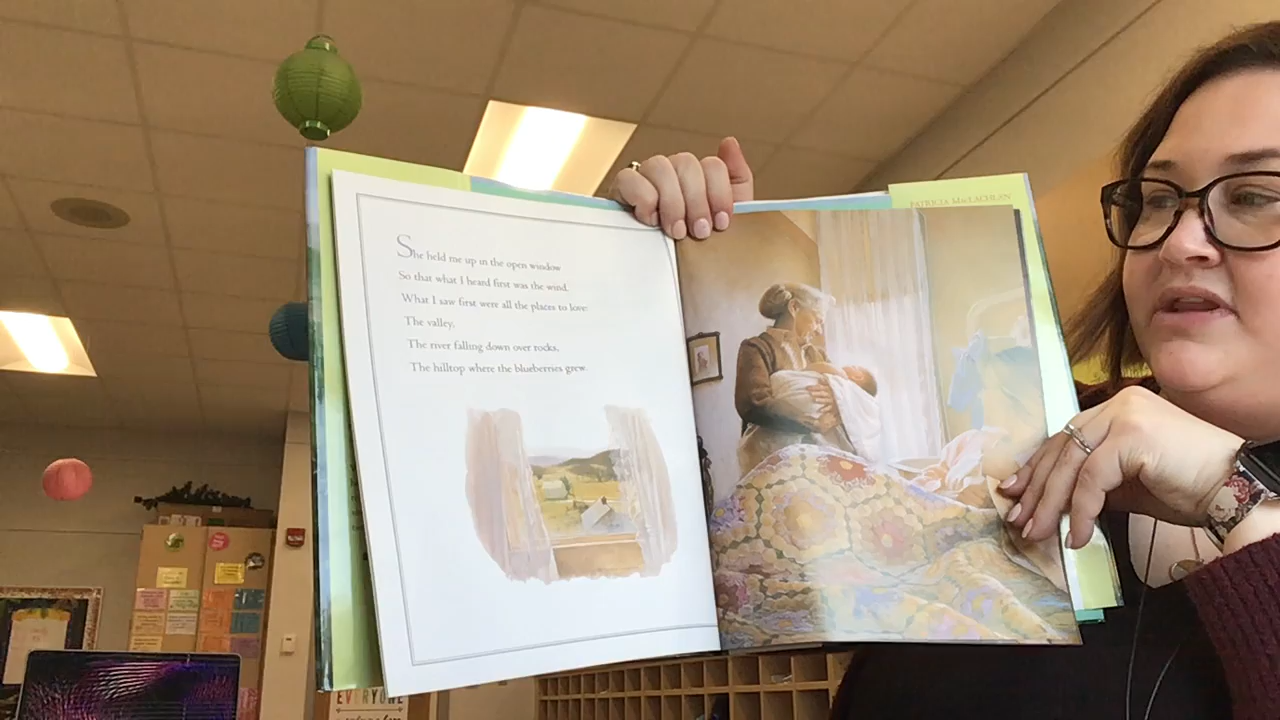 PATRICIA MACLACHLAN
She held me up in the open window
So that what I heard first was the wind.
What I saw first were all the places to love:
The valley,
The river falling down over rocks,
The hilltop where the blueberries grew.
EVERYONE